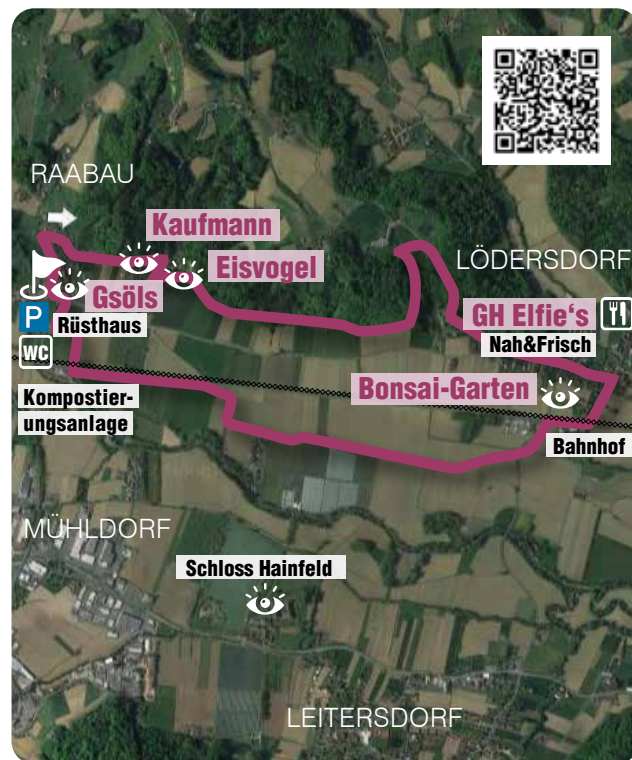 RAABAU
Kaufmann
Eisvogel
LÖDERSDORF
Gsöls
P
Rüsthaus
GH Elfie‘s
Nah&Frisch
WC
Kompostier-
ungsanlage
Bonsai-Garten
Bahnhof
MÜHLDORF
Schloss Hainfeld
LEITERSDORF